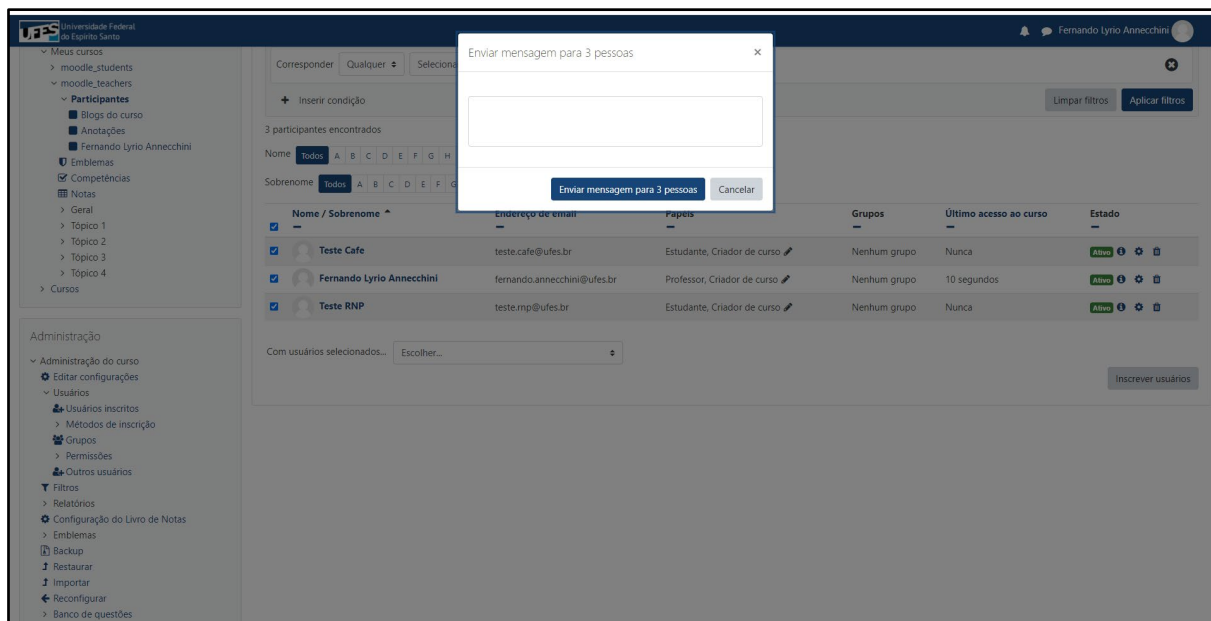 UFES Universidade Federal
do Espírito Santo
Fernando Lyrio Annecchini
Meus cursos
moodle_students
moodle_teachers
Participantes
Blogs do curso
Anotações
Fernando Lyrio Annecchini
Emblemas
Competências
Notas
Geral
Tópico 1
Tópico 2
Tópico 3
Tópico 4
Cursos
Administração
Administração do curso
Editar configurações
Usuários
Usuários inscritos
Métodos de inscrição
Grupos
Permissões
Outros usuários
Filtros
Relatórios
Configuração do Livro de Notas
Emblemas
Backup
Restaurar
Importar
Reconfigurar
Banco de questões
Enviar mensagem para 3 pessoas ×
Enviar mensagem para 3 pessoas Cancelar
Corresponder Qualquer Seleciona
+ Inserir condição Limpar filtros Aplicar filtros
3 participantes encontrados
Nome Todos A B C D E F G H
Sobrenome Todos A B C D E F G
Nome / Sobrenome Endereço de email Papéis Grupos Último acesso ao curso Estado
Teste Cafe teste.cafe@ufes.br Estudante, Criador de curso Nenhum grupo Nunca Ativo
Fernando Lyrio Annecchini fernando.annecchini@ufes.br Professor, Criador de curso Nenhum grupo 10 segundos Ativo
Teste RNP teste.rnp@ufes.br Estudante, Criador de curso Nenhum grupo Nunca Ativo
Com usuários selecionados... Escolher...
Inscrever usuários